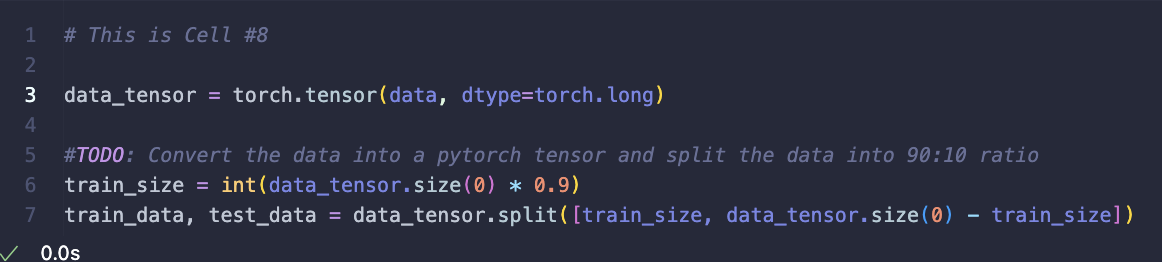 1 # This is Cell #8
2
3 data_tensor = torch.tensor(data, dtype=torch.long)
4
5 #TODO: Convert the data into a pytorch tensor and split the data into 90:10 ratio
6 train_size = int(data_tensor.size(0) * 0.9)
7 train_data, test_data = data_tensor.split([train_size, data_tensor.size(0) - train_size])
✓ 0.0s